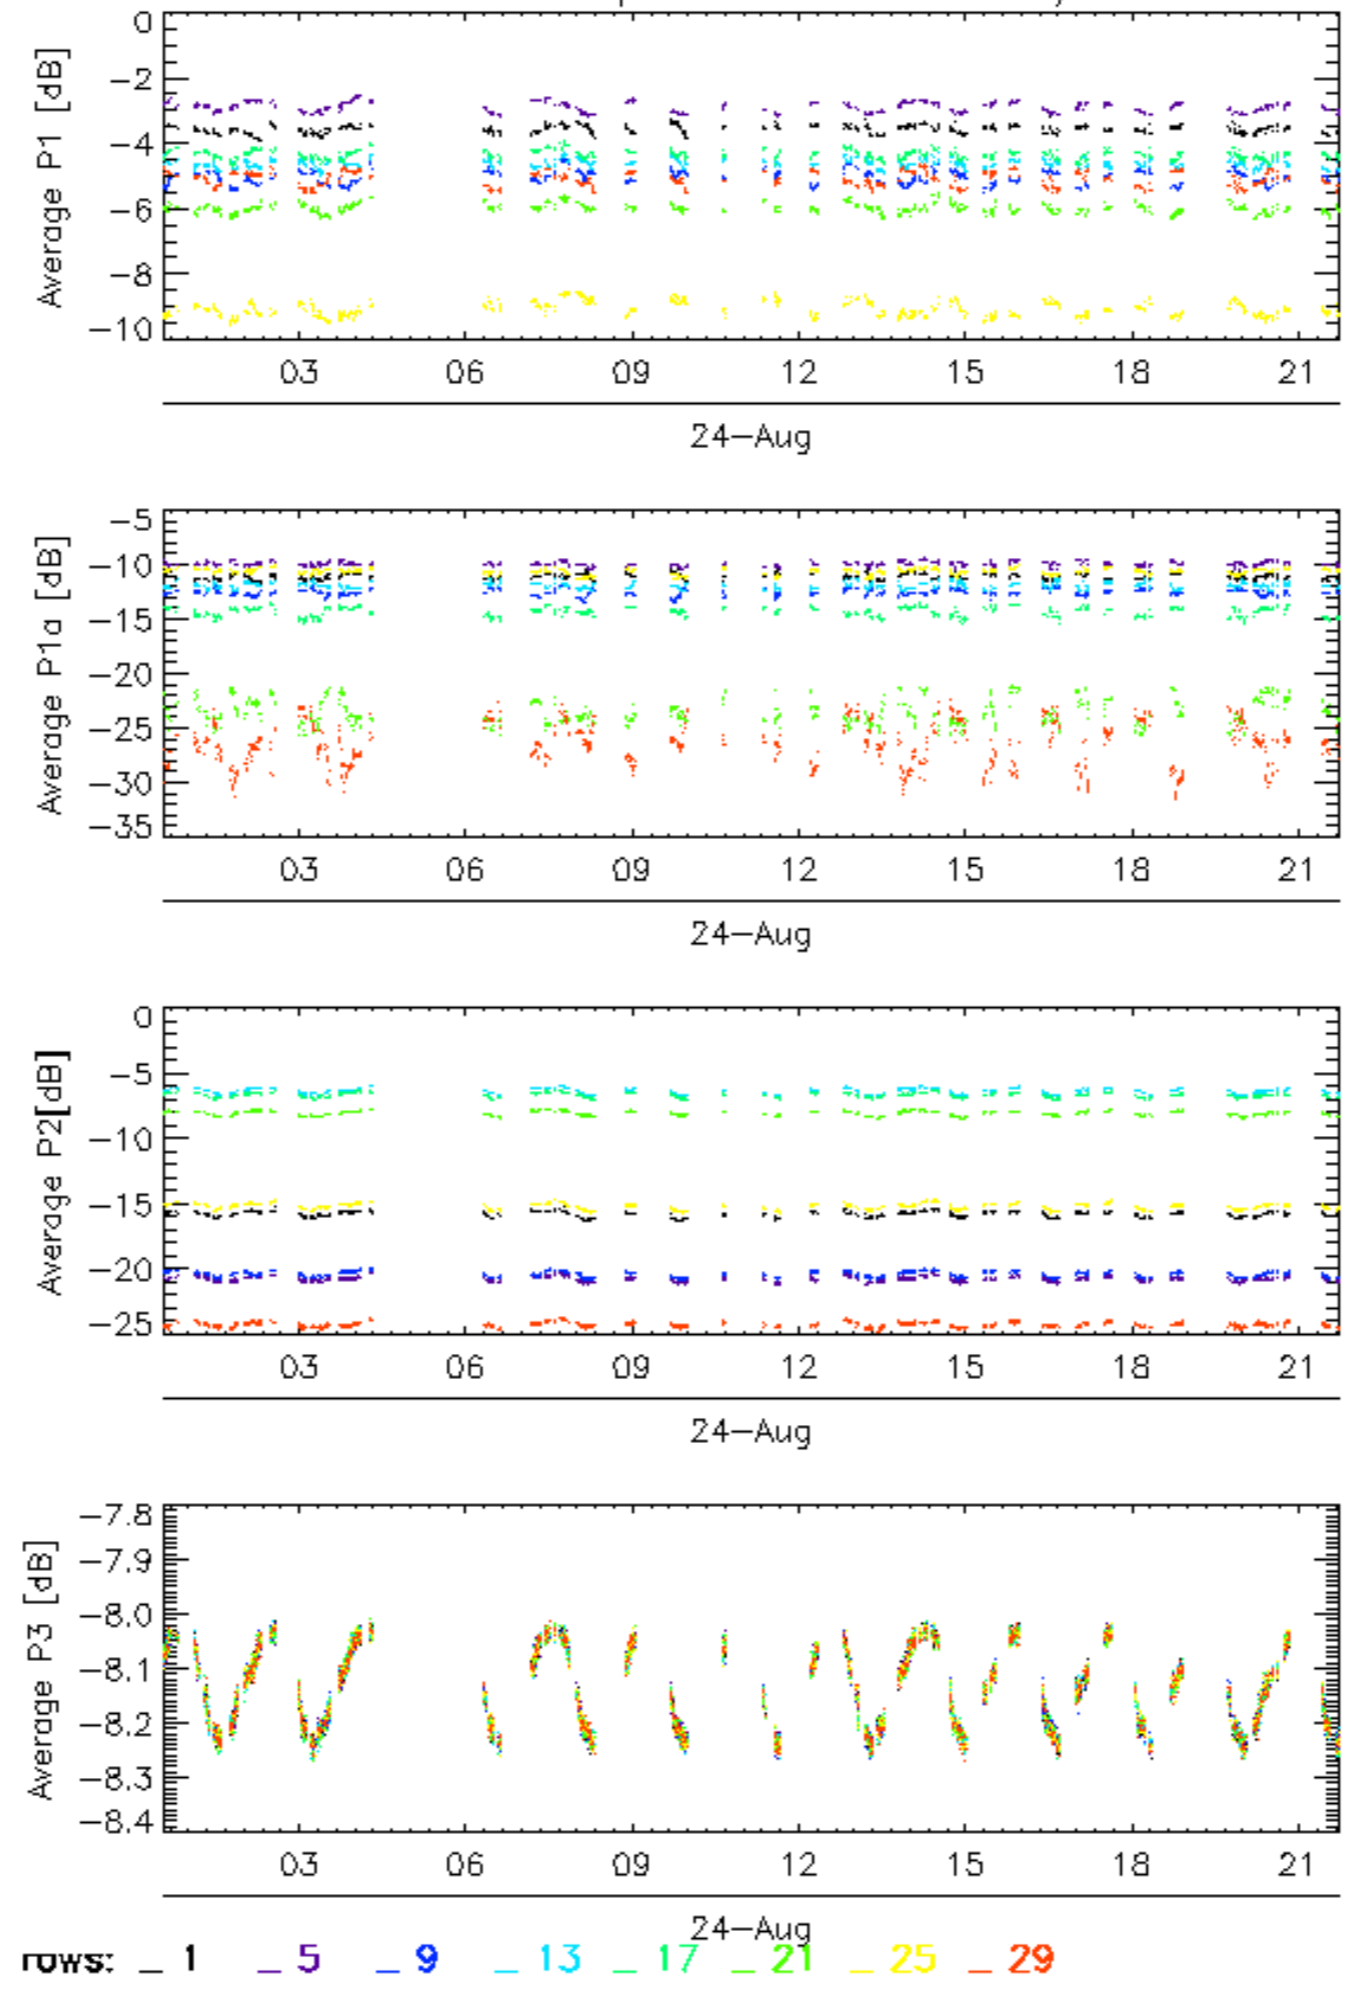 0
−2
−4
−6
−8
−10
Average P1 [dB]
03 06 09 12 15 18 21
24−Aug
−5
−10
−15
−20
−25
−30
−35
Average P1a [dB]
03 06 09 12 15 18 21
24−Aug
0
−5
−10
−15
−20
−25
Average P2[dB]
03 06 09 12 15 18 21
24−Aug
−7.8
−7.9
−8.0
−8.1
−8.2
−8.3
−8.4
Average P3 [dB]
03 06 09 12 15 18 21
24−Aug
rows: _ 1 _ 5 _ 9 _ 13 _ 17 _ 21 _ 25 _ 29